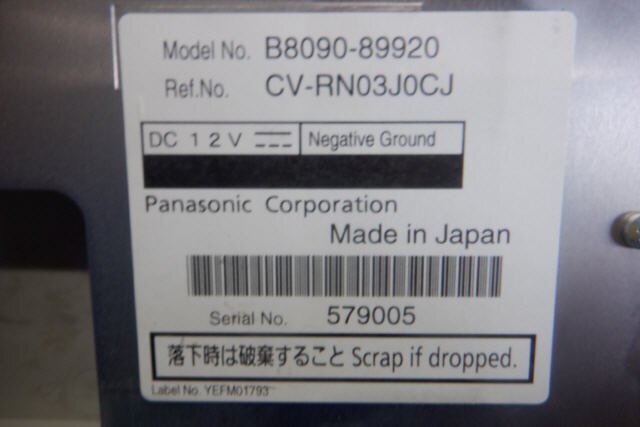 Model No. B8090-89920
Ref.No. CV-RN03J0CJ
DC 12V Negative Ground
Panasonic Corporation
Made in Japan
Serial No. 579005
落下時は破棄すること Scrap if dropped.
Label No. YEFM01793